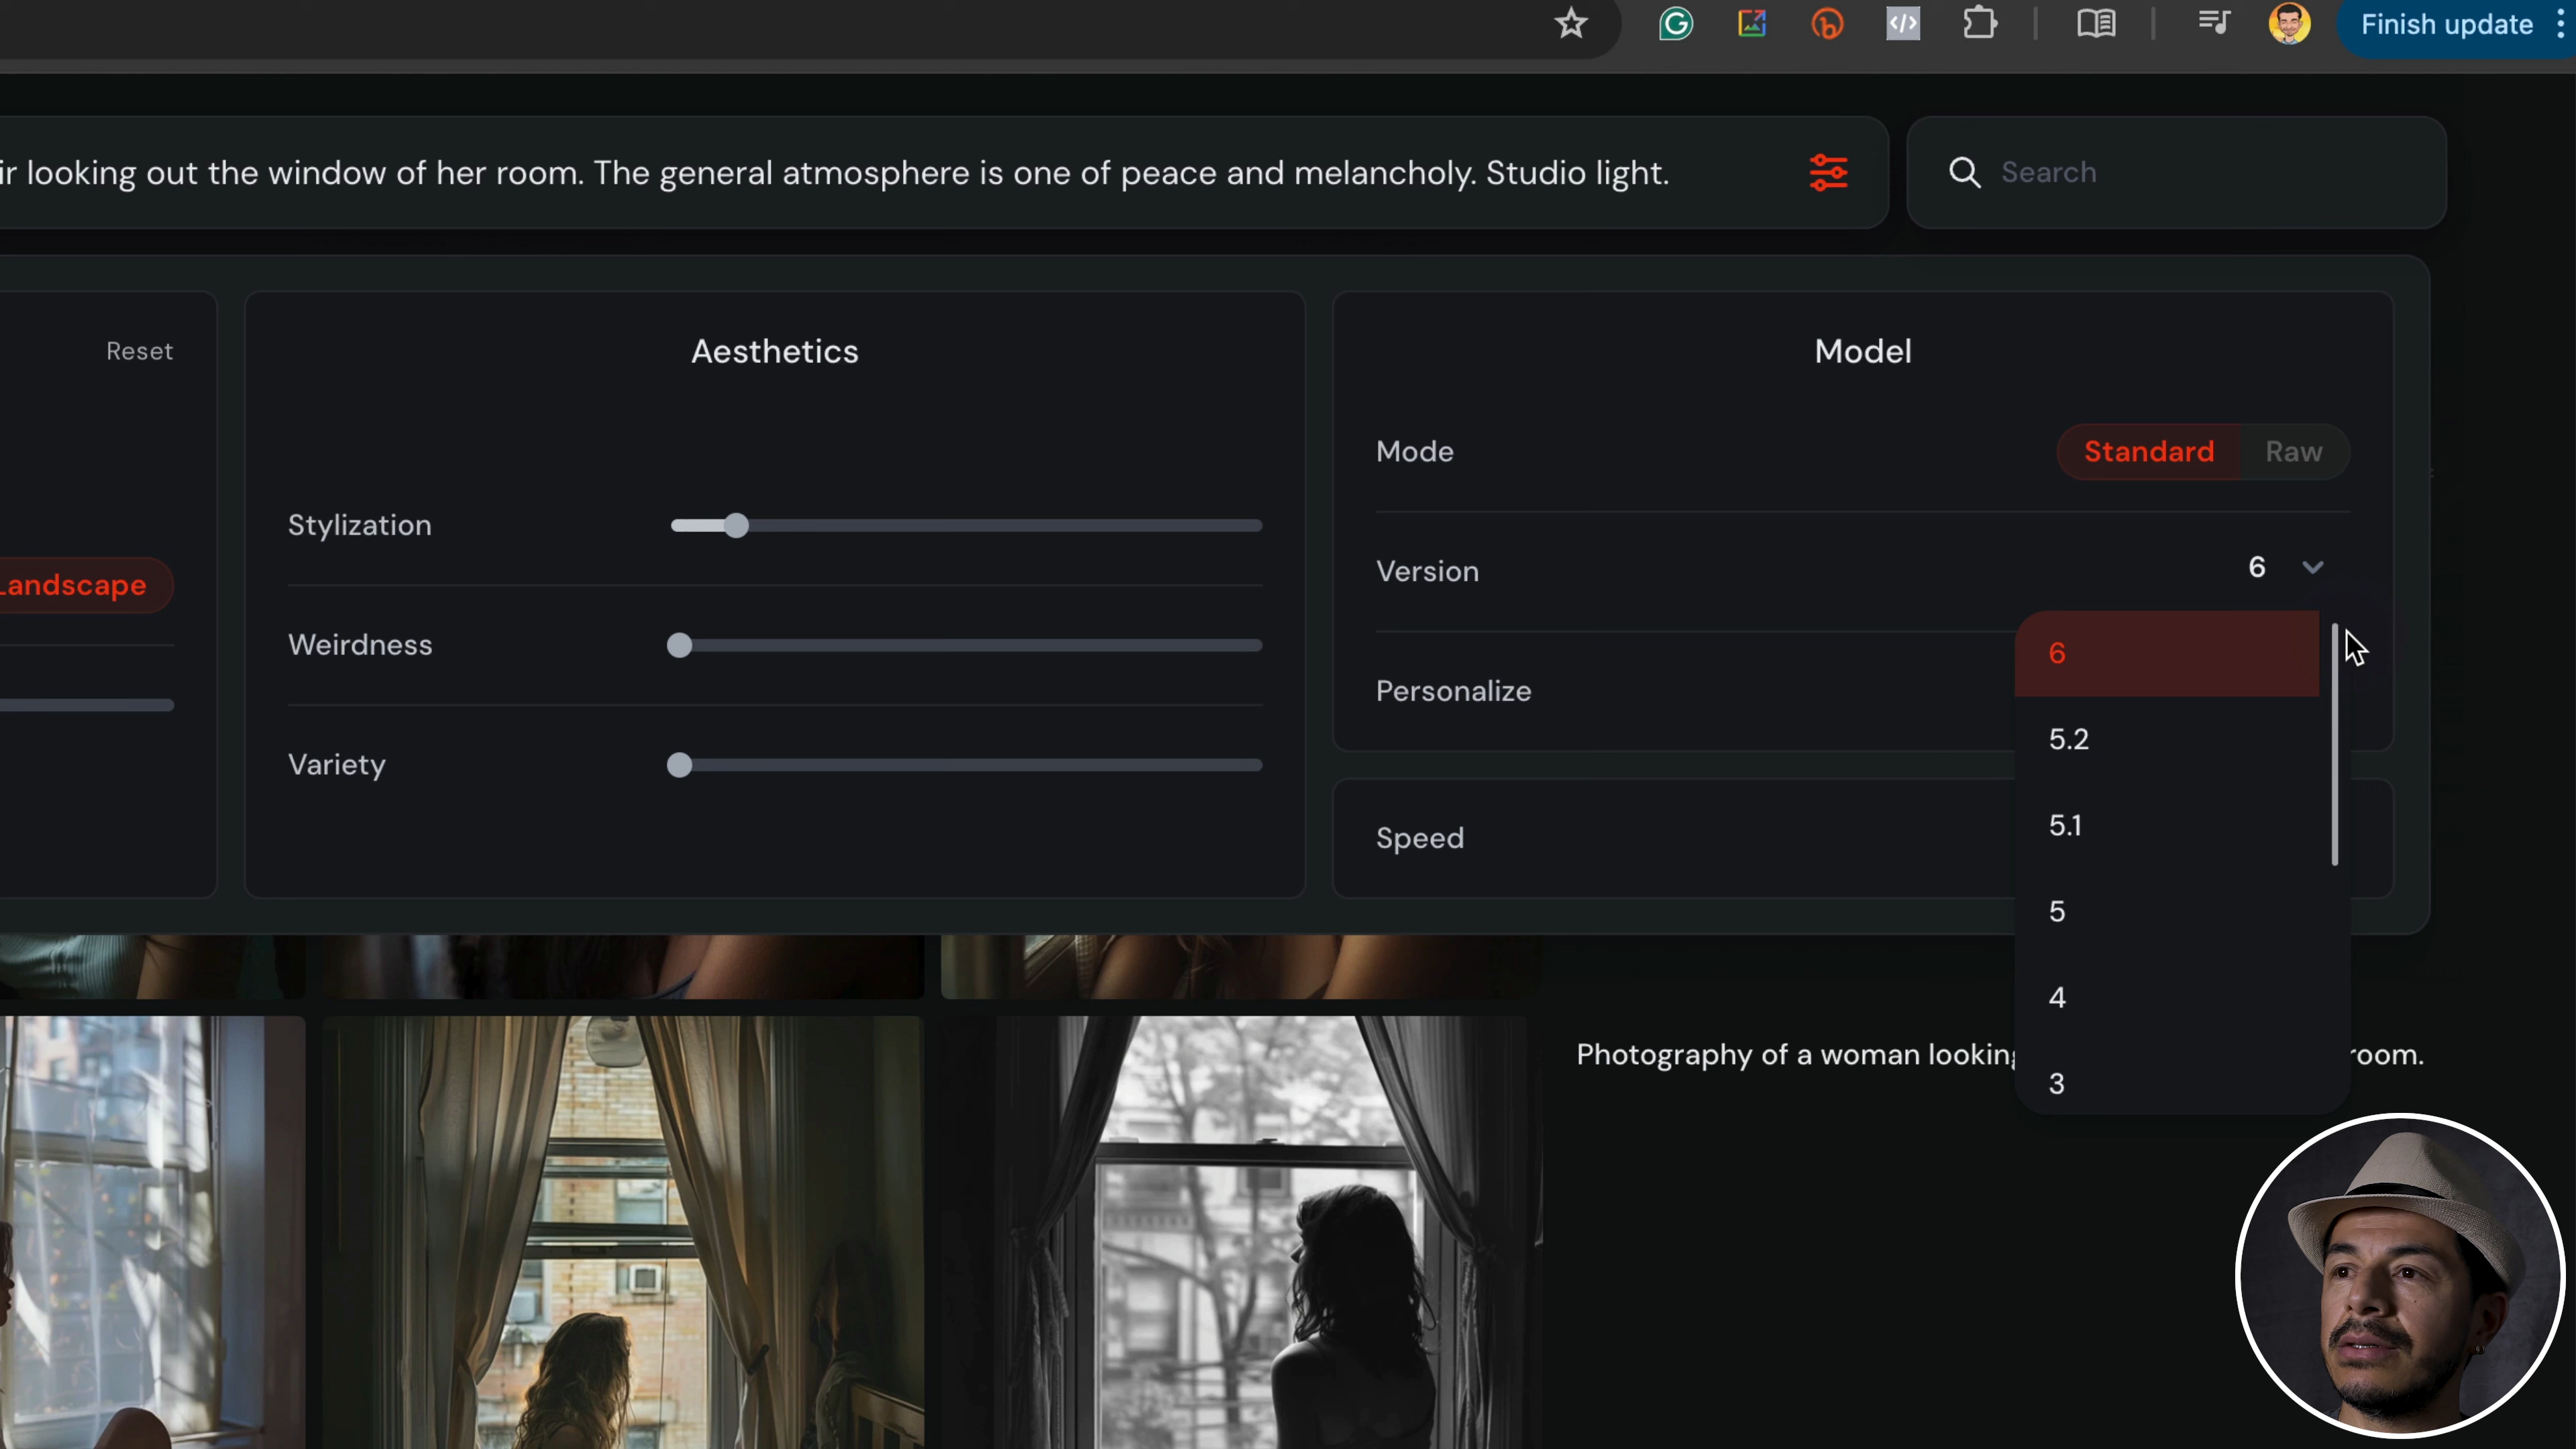 Finish update
ir looking out the window of her room. The general atmosphere is one of peace and melancholy. Studio light.
Search
Reset
Landscape
Aesthetics
Stylization
Weirdness
Variety
Model
Mode
Standard
Raw
Version
6
Personalize
Speed
6
5.2
5.1
5
4
3
Photography of a woman looking
room.